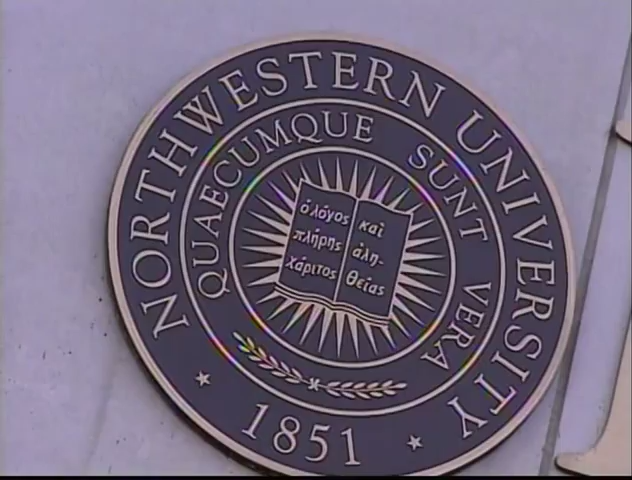 NORTHWESTERN UNIVERSITY
QUAECUMQUE SUNT VERA
ὁ λόγος
πλήρης
χάριτος
καὶ
ἀλη-
θείας
1851